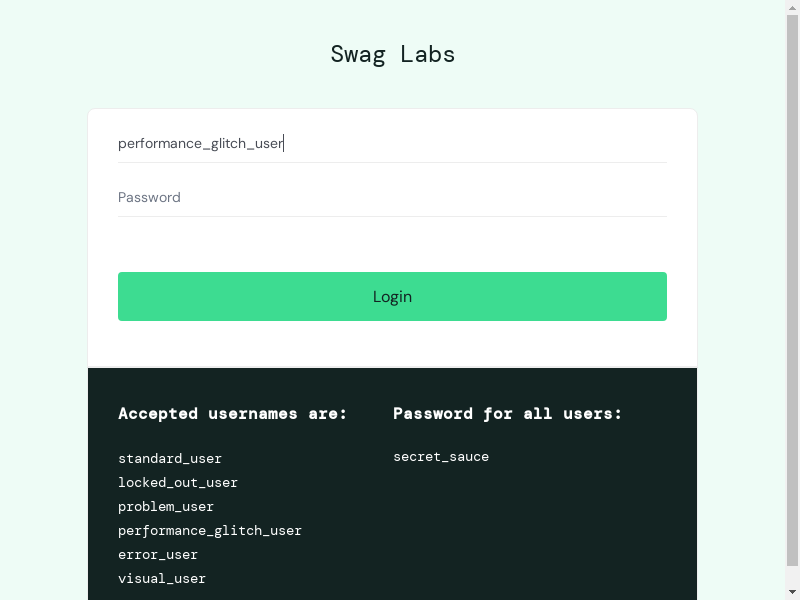 Swag Labs
performance_glitch_user
Password
Login
Accepted usernames are:
standard_user
locked_out_user
problem_user
performance_glitch_user
error_user
visual_user
Password for all users:
secret_sauce